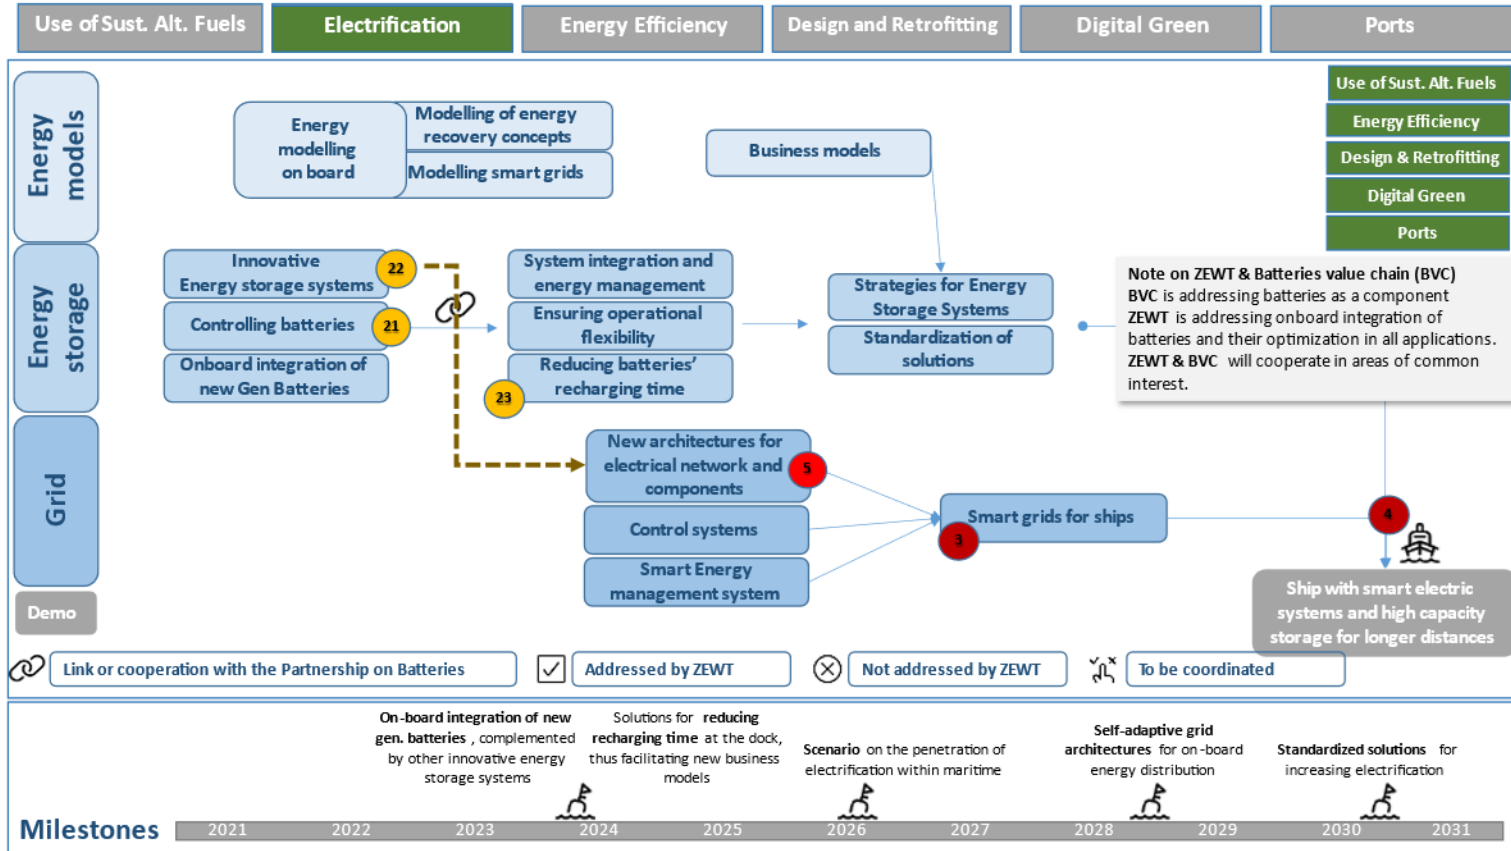 Use of Sust. Alt. Fuels
Electrification
Energy Efficiency
Design and Retrofitting
Digital Green
Ports
Energy
models
Energy
modelling
on board
Modelling of energy
recovery concepts
Modelling smart grids
Business models
Use of Sust. Alt. Fuels
Energy Efficiency
Design & Retrofitting
Digital Green
Ports
Energy
storage
Innovative
Energy storage systems
22
Controlling batteries
21
Onboard integration of
new Gen Batteries
System integration and
energy management
Ensuring operational
flexibility
Reducing batteries'
recharging time
23
Strategies for Energy
Storage Systems
Standardization of
solutions
Note on ZEWT & Batteries value chain (BVC)
BVC is addressing batteries as a component
ZEWT is addressing onboard integration of
batteries and their optimization in all applications.
ZEWT & BVC will cooperate in areas of common
interest.
Grid
New architectures for
electrical network and
components
5
Control systems
Smart Energy
management system
Smart grids for ships
3
4
Demo
Ship with smart electric
systems and high capacity
storage for longer distances
Link or cooperation with the Partnership on Batteries
Addressed by ZEWT
Not addressed by ZEWT
To be coordinated
On-board integration of new
gen. batteries , complemented
by other innovative energy
storage systems
Solutions for reducing
recharging time at the dock,
thus facilitating new business
models
Scenario on the penetration of
electrification within maritime
Self-adaptive grid
architectures for on-board
energy distribution
Standardized solutions for
increasing electrification
Milestones
2021
2022
2023
2024
2025
2026
2027
2028
2029
2030
2031